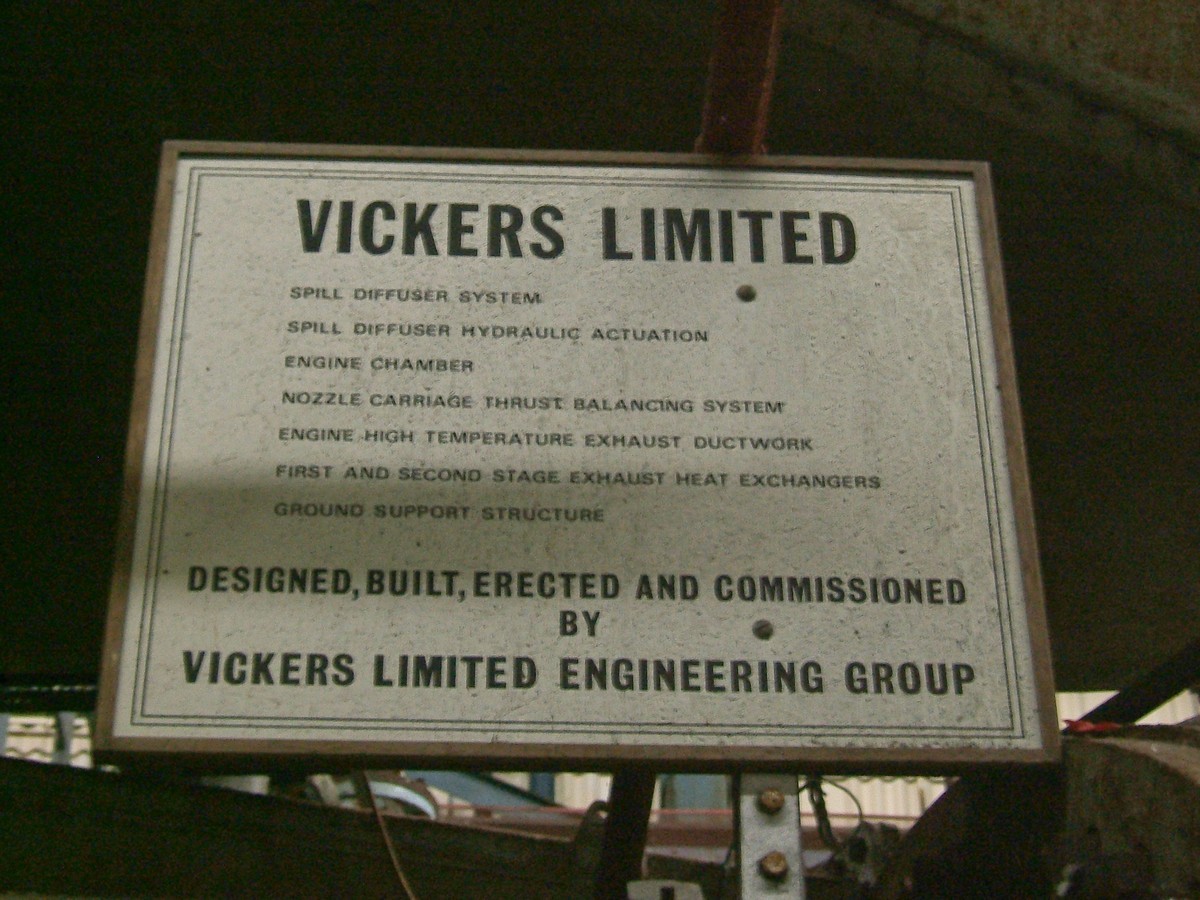 VICKERS LIMITED
SPILL DIFFUSER SYSTEM
SPILL DIFFUSER HYDRAULIC ACTUATION
ENGINE CHAMBER
NOZZLE CARRIAGE THRUST BALANCING SYSTEM
ENGINE HIGH TEMPERATURE EXHAUST DUCTWORK
FIRST AND SECOND STAGE EXHAUST HEAT EXCHANGERS
GROUND SUPPORT STRUCTURE
DESIGNED, BUILT, ERECTED AND COMMISSIONED
BY
VICKERS LIMITED ENGINEERING GROUP